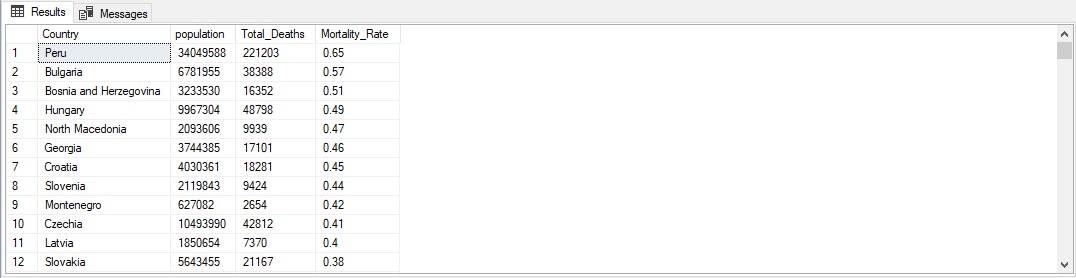 Results Messages
Country population Total_Deaths Mortality_Rate
1 Peru 34049588 221203 0.65
2 Bulgaria 6781955 38388 0.57
3 Bosnia and Herzegovina 3233530 16352 0.51
4 Hungary 9967304 48798 0.49
5 North Macedonia 2093606 9939 0.47
6 Georgia 3744385 17101 0.46
7 Croatia 4030361 18281 0.45
8 Slovenia 2119843 9424 0.44
9 Montenegro 627082 2654 0.42
10 Czechia 10493990 42812 0.41
11 Latvia 1850654 7370 0.4
12 Slovakia 5643455 21167 0.38